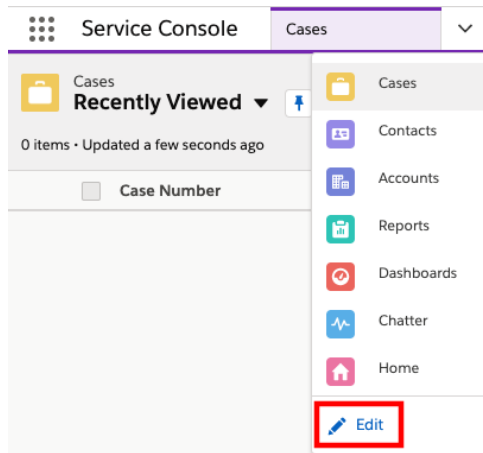 Service Console
Cases
Cases
Recently Viewed
0 items • Updated a few seconds ago
Case Number
Cases
Contacts
Accounts
Reports
Dashboards
Chatter
Home
Edit